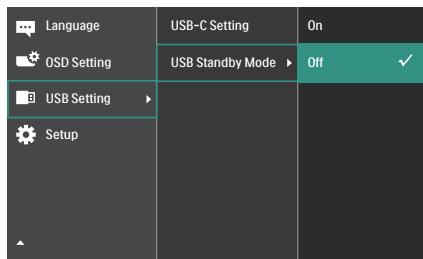 Language
OSD Setting
USB Setting
Setup
USB-C Setting
USB Standby Mode
On
Off